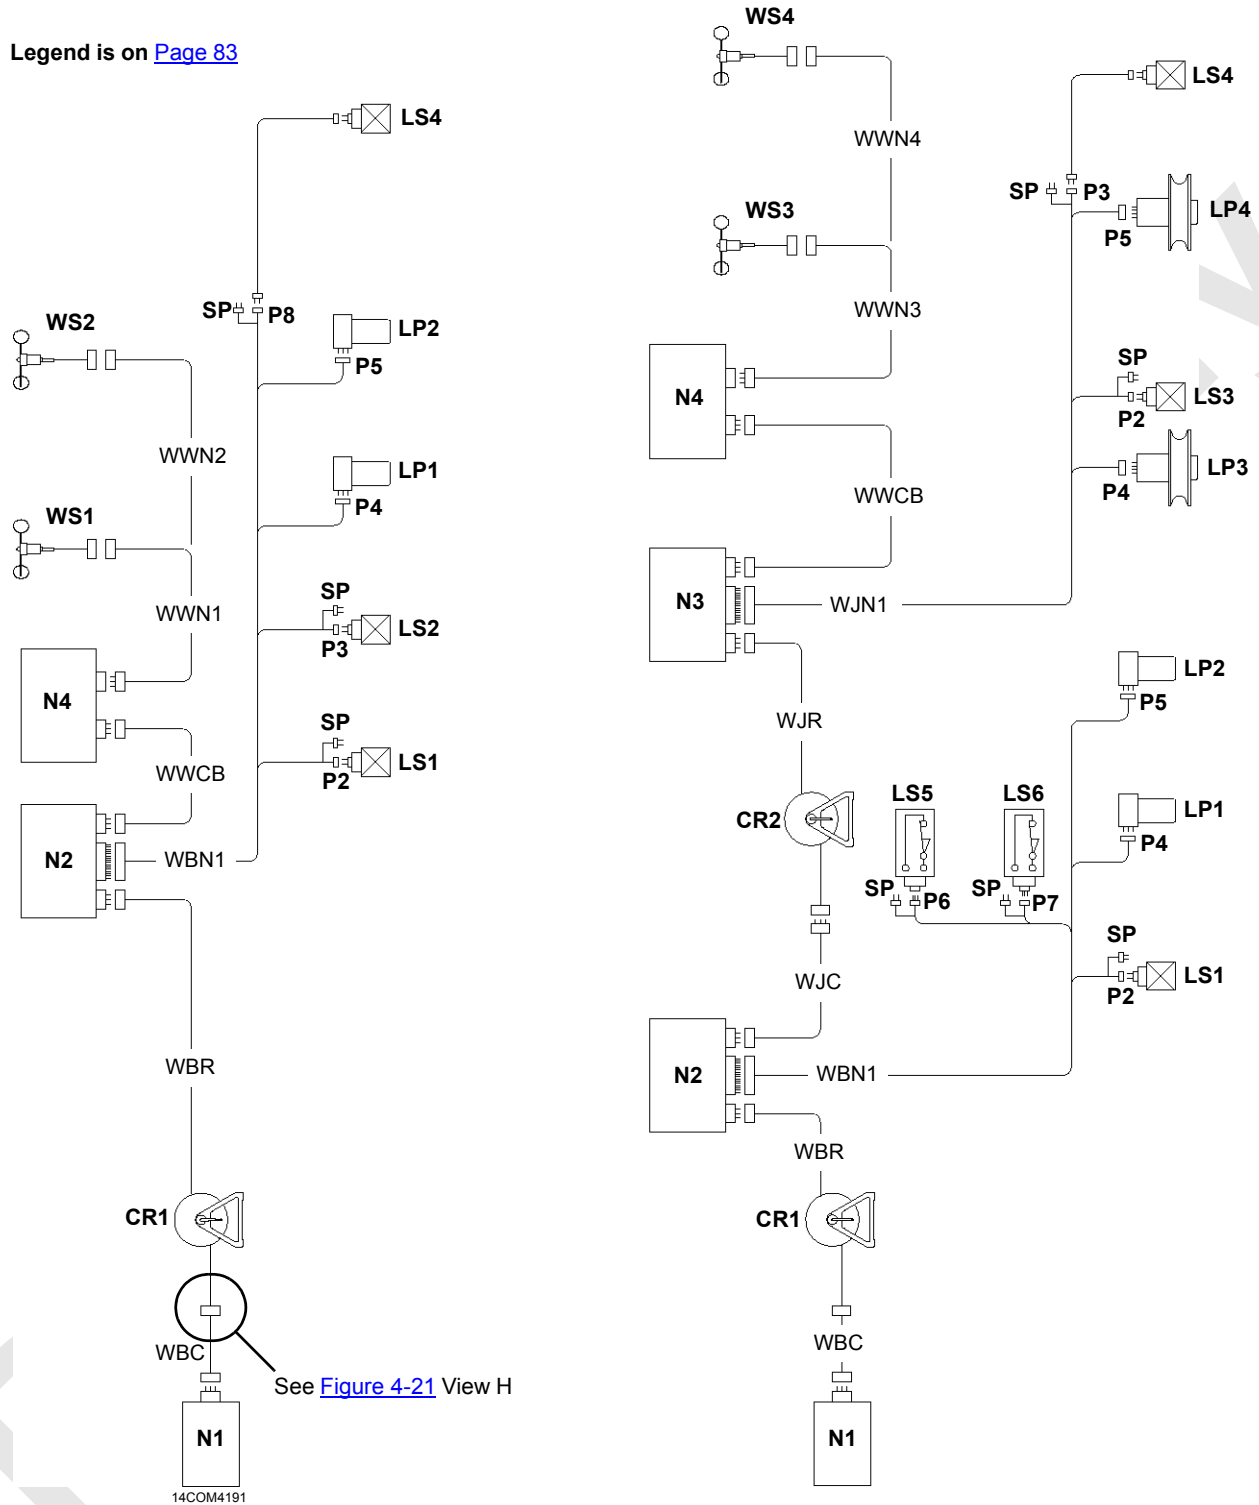 Legend is on Page 83
LS4
SP
P8
WS2
LP2
P5
WWN2
LP1
P4
WS1
SP
WWN1
LS2
P3
N4
SP
WWCB
LS1
P2
N2
WBN1
WBR
CR1
WBC
See Figure 4-21 View H
N1
14COM4191
WS4
LS4
WWN4
SP
P3
WS3
LP4
P5
WWN3
SP
N4
LS3
P2
LP3
WWCB
P4
N3
WJN1
LP2
P5
WJR
LS5
LS6
LP1
CR2
P4
SP
P6
SP
P7
SP
WJC
LS1
P2
N2
WBN1
WBR
CR1
WBC
N1